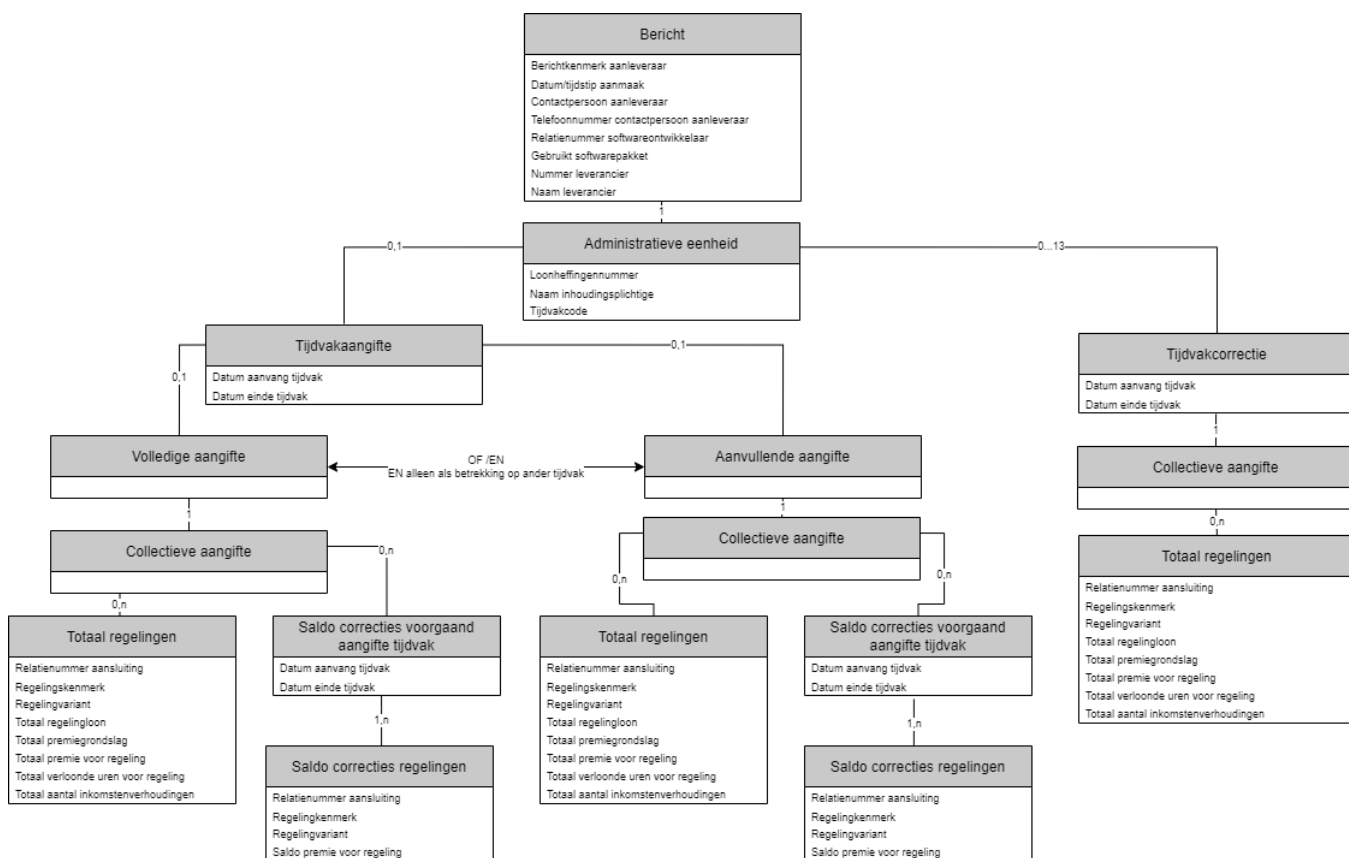 Bericht
Berichtkenmerk aanleveraar
Datum/tijdstip aanmaak
Contactpersoon aanleveraar
Telefoonnummer contactpersoon aanleveraar
Relatienummer softwareontwikkelaar
Gebruikt softwarepakket
Nummer leverancier
Naam leverancier
1
Administratieve eenheid
Loonheffingennummer
Naam inhoudingsplichtige
Tijdvakcode
0,1
0...13
Tijdvakaangifte
Datum aanvang tijdvak
Datum einde tijdvak
0,1
0,1
Tijdvakcorrectie
Datum aanvang tijdvak
Datum einde tijdvak
1
Volledige aangifte
OF /EN
EN alleen als betrekking op ander tijdvak
Aanvullende aangifte
Collectieve aangifte
0,n
1
1
Collectieve aangifte
0,n
0,n
Collectieve aangifte
0,n
0,n
Totaal regelingen
Relatienummer aansluiting
Regelingskenmerk
Regelingvariant
Totaal regelingloon
Totaal premiegrondslag
Totaal premie voor regeling
Totaal verloonde uren voor regeling
Totaal aantal inkomstenverhoudingen
Totaal regelingen
Relatienummer aansluiting
Regelingskenmerk
Regelingvariant
Totaal regelingloon
Totaal premiegrondslag
Totaal premie voor regeling
Totaal verloonde uren voor regeling
Totaal aantal inkomstenverhoudingen
Saldo correcties voorgaand
aangifte tijdvak
Datum aanvang tijdvak
Datum einde tijdvak
1,n
Saldo correcties regelingen
Relatienummer aansluiting
Regelingkenmerk
Regelingvariant
Saldo premie voor regeling
Totaal regelingen
Relatienummer aansluiting
Regelingskenmerk
Regelingvariant
Totaal regelingloon
Totaal premiegrondslag
Totaal premie voor regeling
Totaal verloonde uren voor regeling
Totaal aantal inkomstenverhoudingen
Saldo correcties voorgaand
aangifte tijdvak
Datum aanvang tijdvak
Datum einde tijdvak
1,n
Saldo correcties regelingen
Relatienummer aansluiting
Regelingkenmerk
Regelingvariant
Saldo premie voor regeling